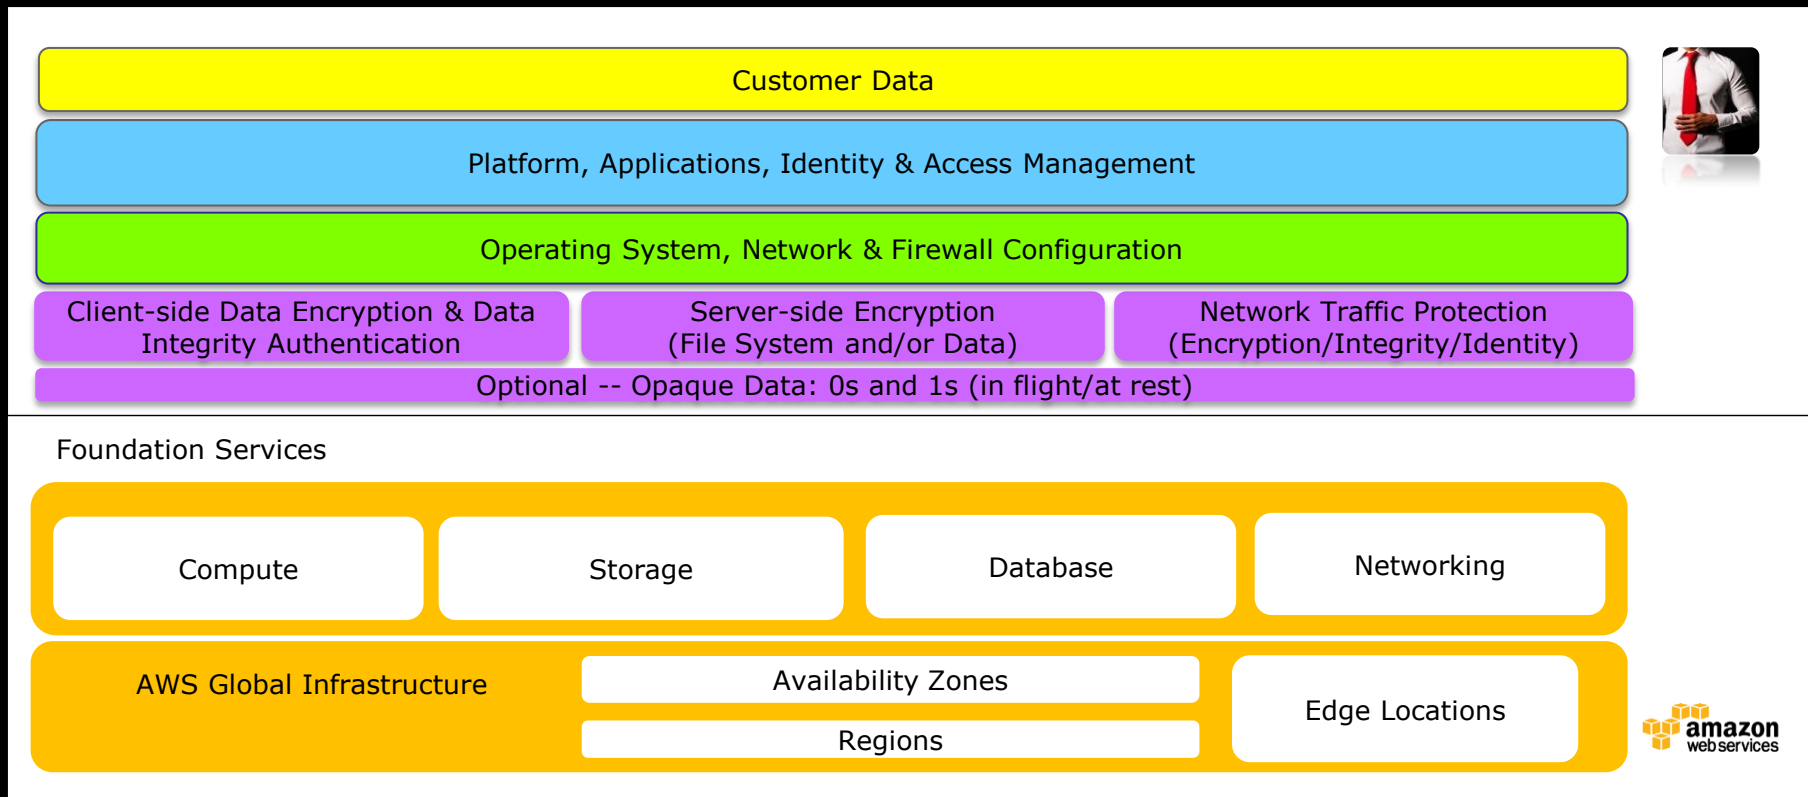 Customer Data
Platform, Applications, Identity & Access Management
Operating System, Network & Firewall Configuration
Client-side Data Encryption & Data
Integrity Authentication
Server-side Encryption
(File System and/or Data)
Network Traffic Protection
(Encryption/Integrity/Identity)
Optional -- Opaque Data: 0s and 1s (in flight/at rest)
Foundation Services
Compute
Storage
Database
Networking
AWS Global Infrastructure
Availability Zones
Regions
Edge Locations
amazon
webservices